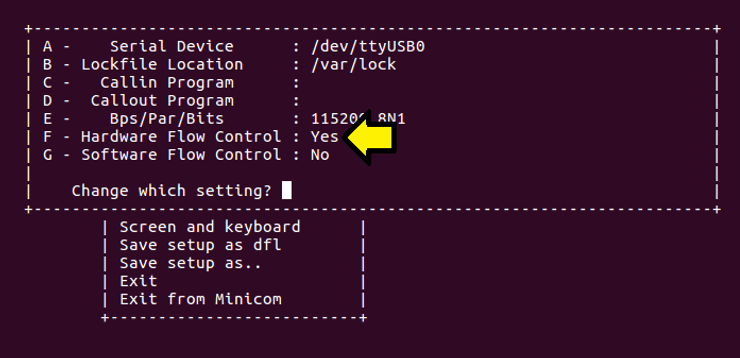 A - Serial Device : /dev/ttyUSB0
B - Lockfile Location : /var/lock
C - Callin Program :
D - Callout Program :
E - Bps/Par/Bits : 115200 8N1
F - Hardware Flow Control : Yes
G - Software Flow Control : No
Change which setting?
Screen and keyboard
Save setup as dfl
Save setup as..
Exit
Exit from Minicom